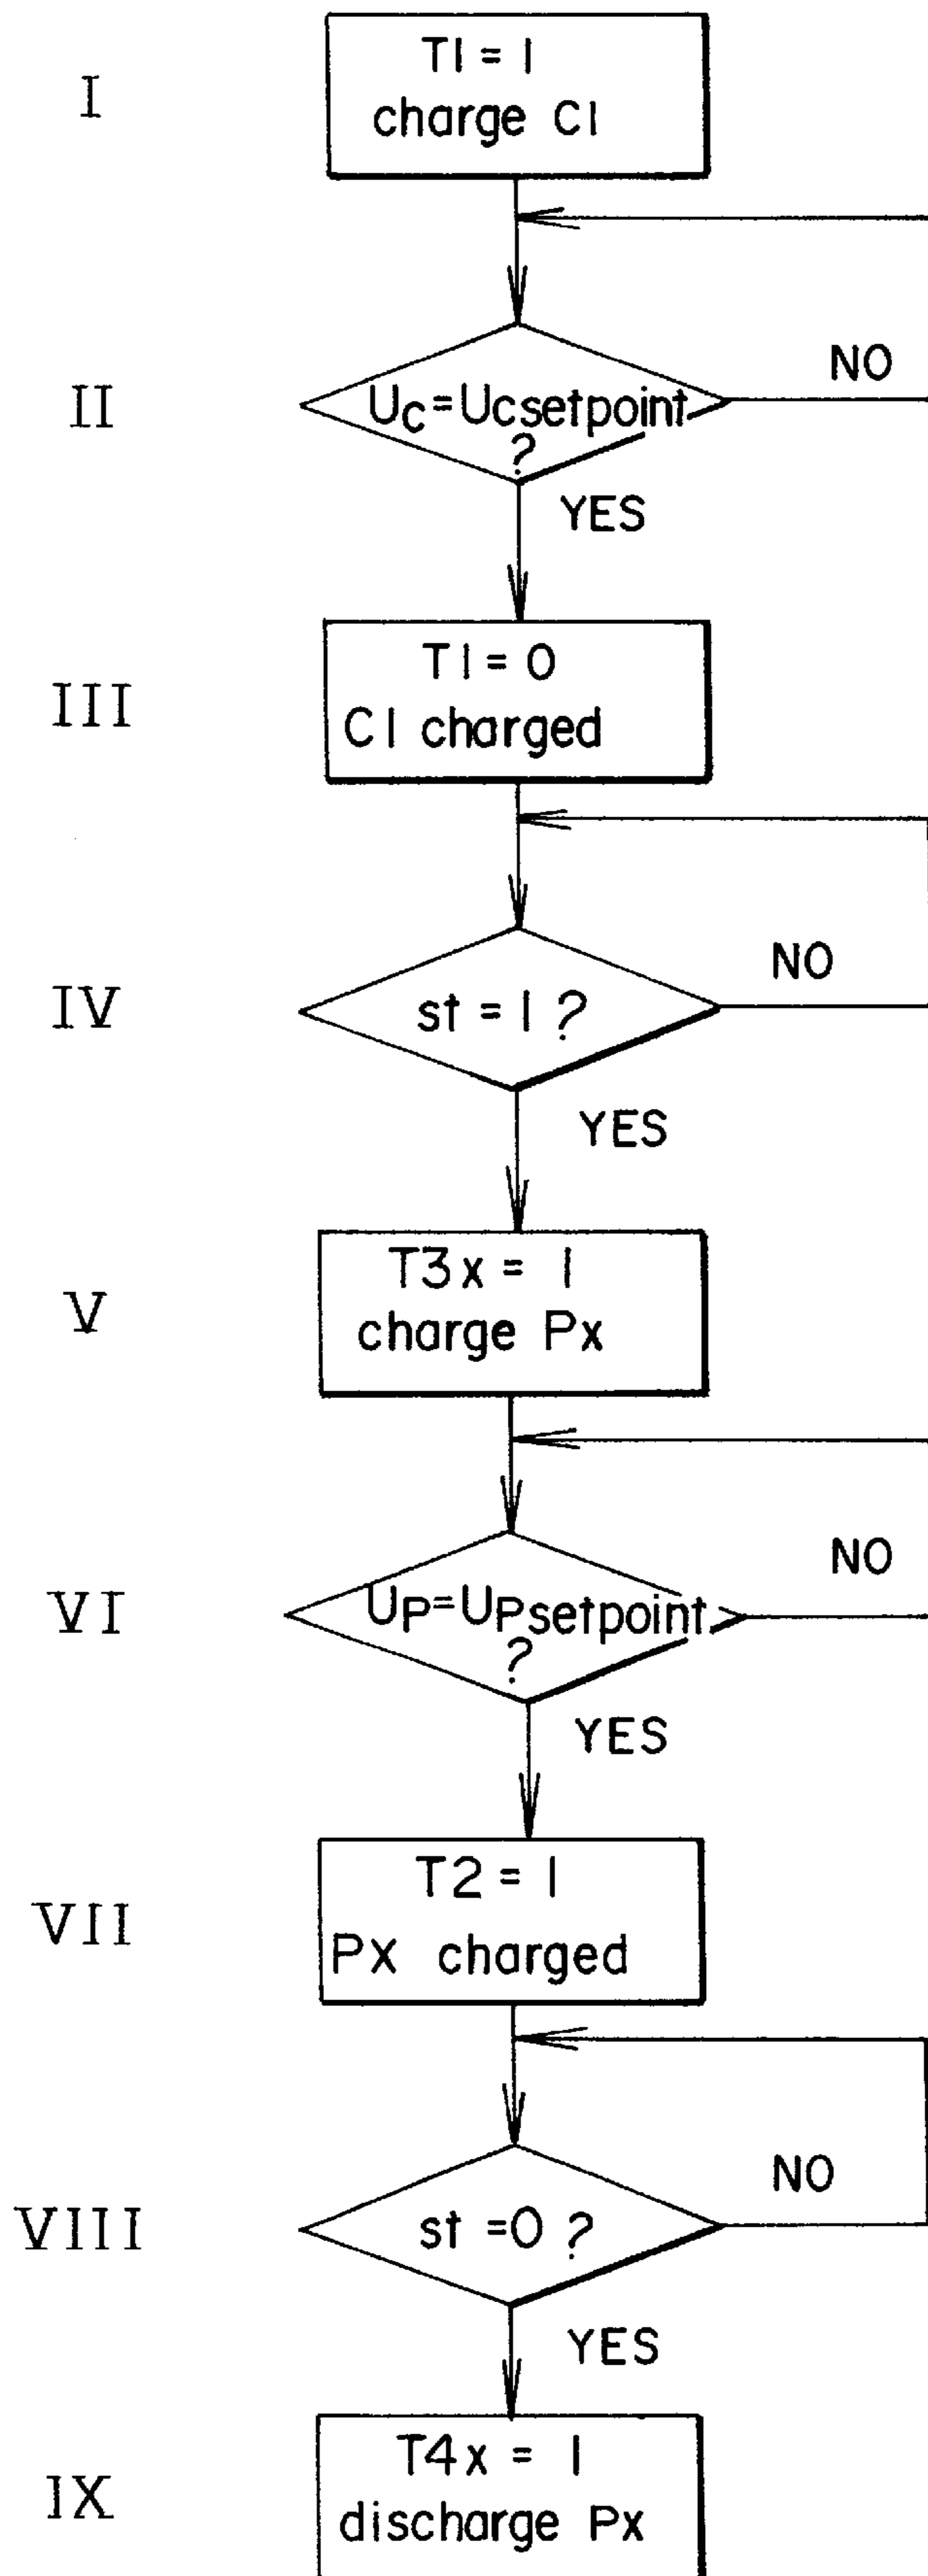 I
T1 = 1
charge C1
II
UC=UCsetpoint
?
NO
YES
III
T1 = 0
C1 charged
IV
st = 1 ?
NO
YES
V
T3x = 1
charge Px
VI
UP=UPsetpoint
?
NO
YES
VII
T2 = 1
PX charged
VIII
st =0 ?
NO
YES
IX
T4x = 1
discharge Px